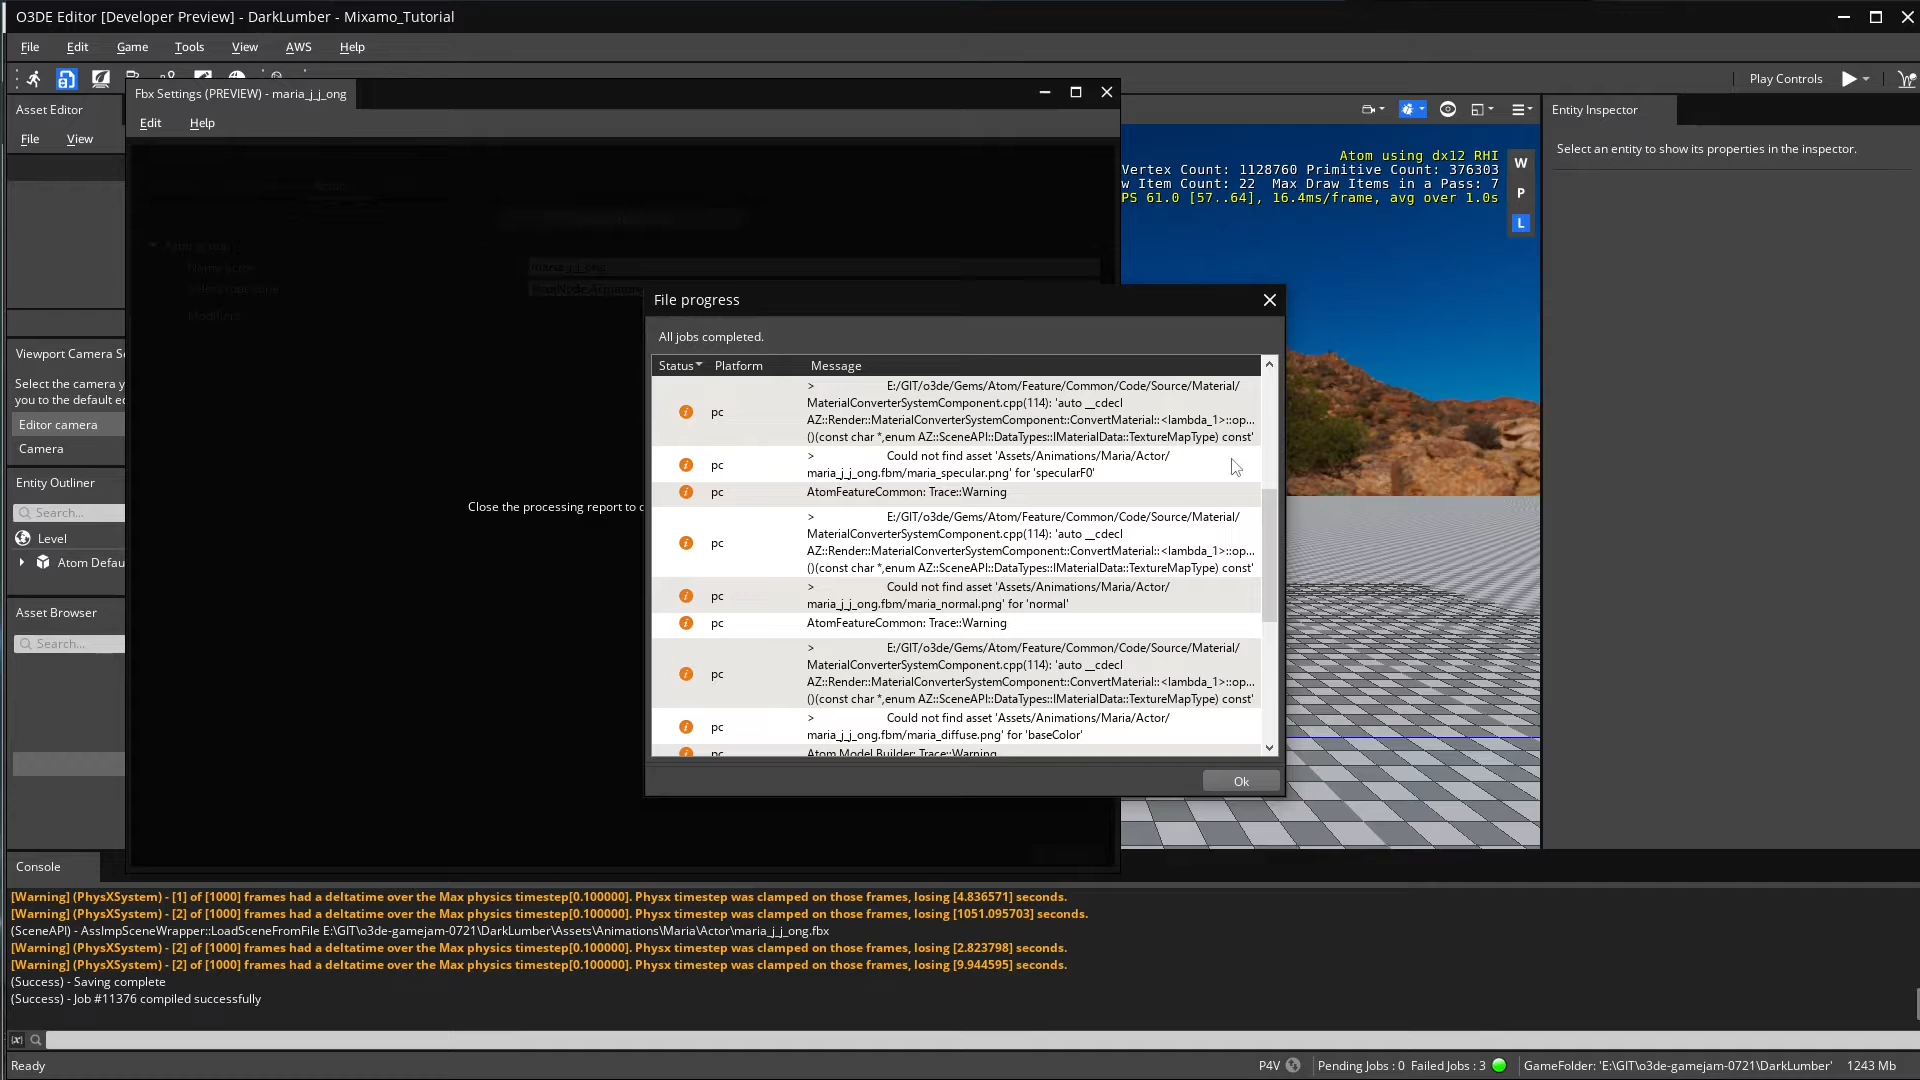 O3DE Editor [Developer Preview] - DarkLumber - Mixamo_Tutorial
File Edit Game Tools View AWS Help
Play Controls
Asset Editor
File View
Fbx Settings (PREVIEW) - maria_j_j_ong
Edit Help
maria_j_j_ong
Close the processing report to
Atom using dx12 RHI
Vertex Count: 1128760 Primitive Count: 376303
w Item Count: 22 Max Draw Items in a Pass: 7
PS 61.0 [57..64], 16.4ms/frame, avg over 1.0s
W
P
L
Entity Inspector
Select an entity to show its properties in the inspector.
Viewport Camera Se
Select the camera y
you to the default ed
Editor camera
Camera
Entity Outliner
Search...
Level
Atom Defau
Asset Browser
Search...
File progress
All jobs completed.
Status Platform Message
pc > E:/GIT/o3de/Gems/Atom/Feature/Common/Code/Source/Material/
MaterialConverterSystemComponent.cpp(114): 'auto __cdecl
AZ::Render::MaterialConverterSystemComponent::ConvertMaterial::<lambda_1>::op...
()(const char *,enum AZ::SceneAPI::DataTypes::IMaterialData::TextureMapType) const'
pc > Could not find asset 'Assets/Animations/Maria/Actor/
maria_j_j_ong.fbm/maria_specular.png' for 'specularF0'
pc AtomFeatureCommon: Trace::Warning
pc > E:/GIT/o3de/Gems/Atom/Feature/Common/Code/Source/Material/
MaterialConverterSystemComponent.cpp(114): 'auto __cdecl
AZ::Render::MaterialConverterSystemComponent::ConvertMaterial::<lambda_1>::op...
()(const char *,enum AZ::SceneAPI::DataTypes::IMaterialData::TextureMapType) const'
pc > Could not find asset 'Assets/Animations/Maria/Actor/
maria_j_j_ong.fbm/maria_normal.png' for 'normal'
pc AtomFeatureCommon: Trace::Warning
pc > E:/GIT/o3de/Gems/Atom/Feature/Common/Code/Source/Material/
MaterialConverterSystemComponent.cpp(114): 'auto __cdecl
AZ::Render::MaterialConverterSystemComponent::ConvertMaterial::<lambda_1>::op...
()(const char *,enum AZ::SceneAPI::DataTypes::IMaterialData::TextureMapType) const'
pc > Could not find asset 'Assets/Animations/Maria/Actor/
maria_j_j_ong.fbm/maria_diffuse.png' for 'baseColor'
pc Atom Model Builder: Trace::Warning
Ok
Console
[Warning] (PhysXSystem) - [1] of [1000] frames had a deltatime over the Max physics timestep[0.100000]. Physx timestep was clamped on those frames, losing [4.836571] seconds.
[Warning] (PhysXSystem) - [2] of [1000] frames had a deltatime over the Max physics timestep[0.100000]. Physx timestep was clamped on those frames, losing [1051.095703] seconds.
(SceneAPI) - AssImpSceneWrapper::LoadSceneFromFile E:\GIT\o3de-gamejam-0721\DarkLumber\Assets\Animations\Maria\Actor\maria_j_j_ong.fbx
[Warning] (PhysXSystem) - [2] of [1000] frames had a deltatime over the Max physics timestep[0.100000]. Physx timestep was clamped on those frames, losing [2.823798] seconds.
[Warning] (PhysXSystem) - [2] of [1000] frames had a deltatime over the Max physics timestep[0.100000]. Physx timestep was clamped on those frames, losing [9.944595] seconds.
(Success) - Saving complete
(Success) - Job #11376 compiled successfully
Ready
P4V Pending Jobs : 0 Failed Jobs : 3 GameFolder: 'E:\GIT\o3de-gamejam-0721\DarkLumber' 1243 Mb